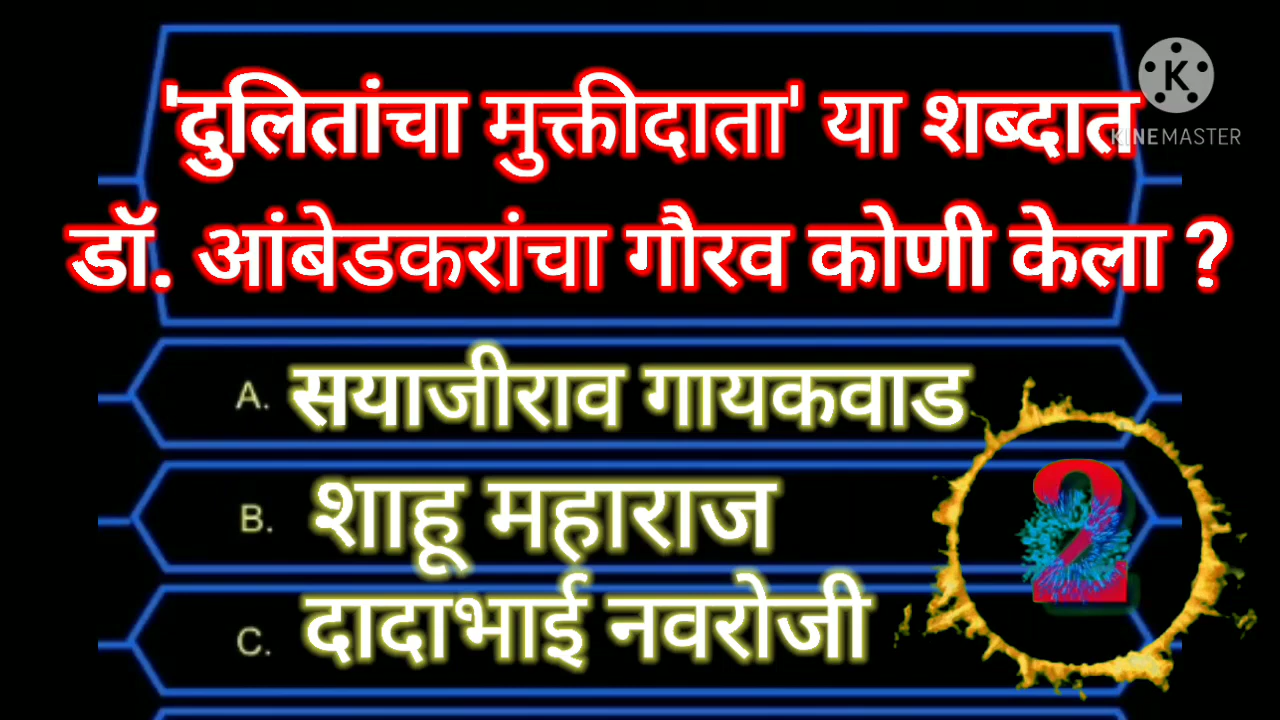 'दुलितांचा मुक्तीदाता' या शब्दात
K
KINEMASTER
डॉ. आंबेडकरांचा गौरव कोणी केला ?
A. सयाजीराव गायकवाड
B. शाहू महाराज
2
C. दादाभाई नवरोजी